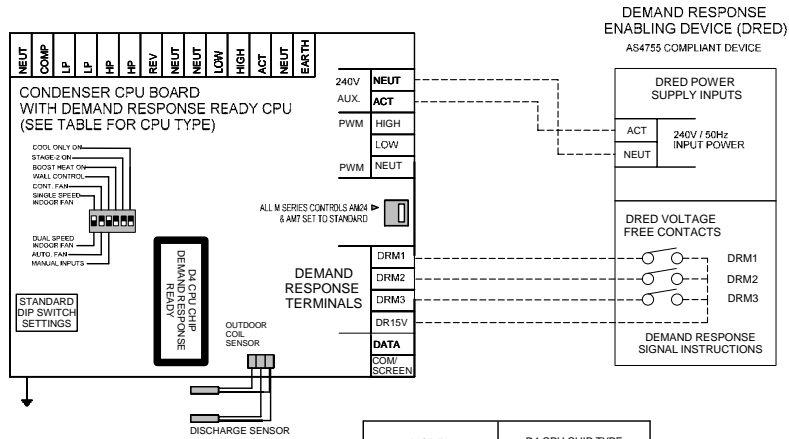 DEMAND RESPONSE
ENABLING DEVICE (DRED)
AS4755 COMPLIANT DEVICE
NEUT
COMP
LP
LP
HP
HP
REV
NEUT
NEUT
LOW
HIGH
ACT
NEUT
EARTH
CONDENSER CPU BOARD
WITH DEMAND RESPONSE READY CPU
(SEE TABLE FOR CPU TYPE)
240V NEUT
AUX. ACT
PWM HIGH
LOW
PWM NEUT
DRED POWER
SUPPLY INPUTS
ACT
NEUT
240V / 50Hz
INPUT POWER
COOL ONLY ON
STAGE-2 ON
BOOST HEAT ON
WALL CONTROL
CONT. FAN
SINGLE SPEED
INDOOR FAN
DUAL SPEED
INDOOR FAN
AUTO. FAN
MANUAL INPUTS
ALL M SERIES CONTROLS AM24
& AM7 SET TO STANDARD
STANDARD
DIP SWITCH
SETTINGS
D4 CPU CHIP
DEMAND RESPONSE
READY
DEMAND
RESPONSE
TERMINALS
DRM1
DRM2
DRM3
DR15V
DATA
COM/
SCREEN
DRED VOLTAGE
FREE CONTACTS
DRM1
DRM2
DRM3
DEMAND RESPONSE
SIGNAL INSTRUCTIONS
OUTDOOR
COIL
SENSOR
DISCHARGE SENSOR
D4 CPU CHIP TYPE